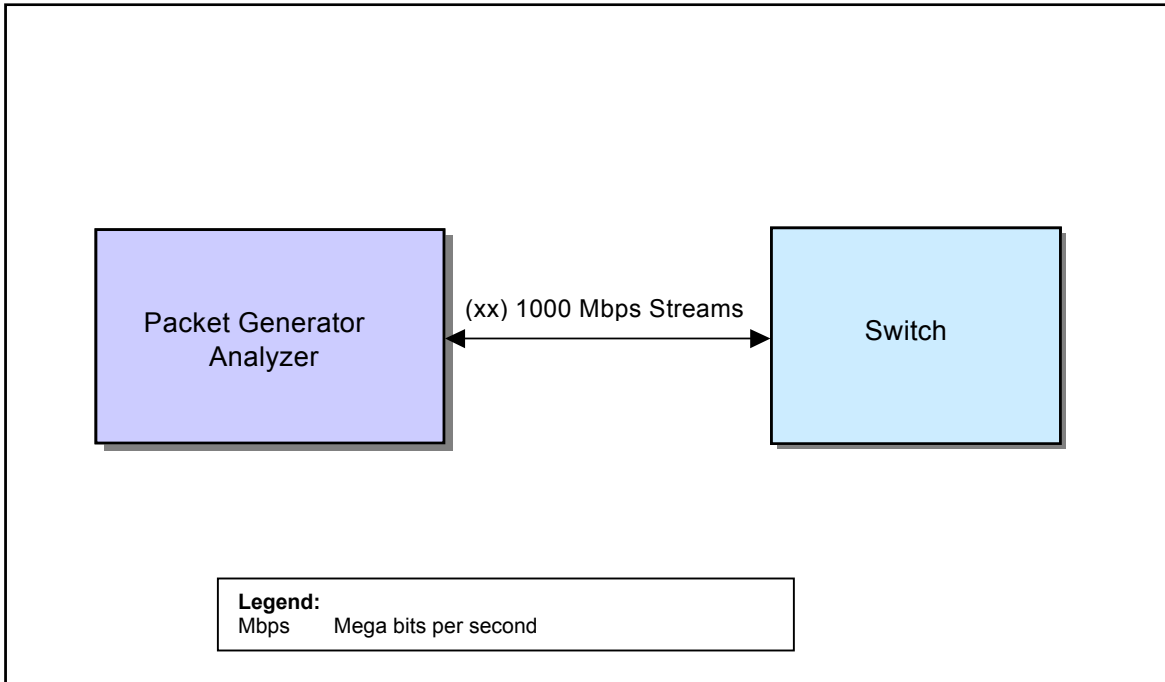 (xx) 1000 Mbps Streams
Packet Generator
Analyzer
Switch
Legend:
Mbps Mega bits per second